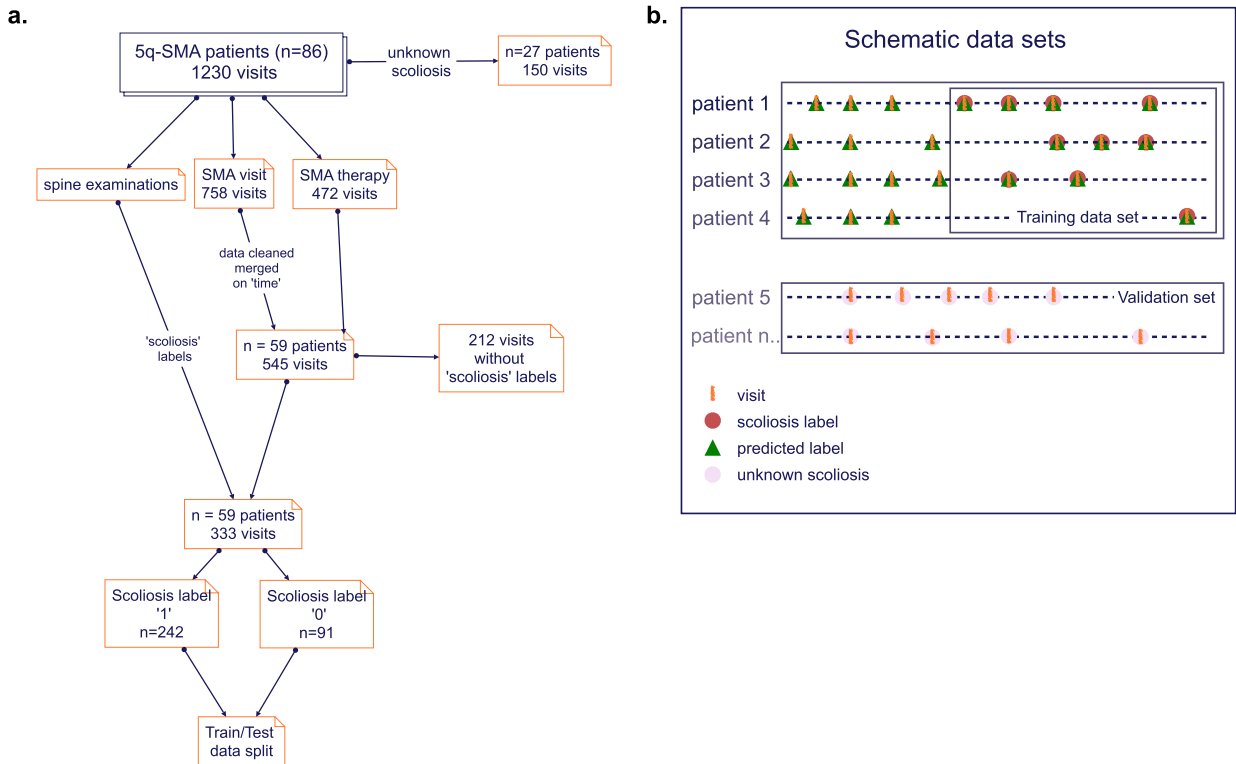 a.
5q-SMA patients (n=86)
1230 visits
unknown
scoliosis
n=27 patients
150 visits
spine examinations
SMA visit
758 visits
SMA therapy
472 visits
data cleaned
merged
on 'time'
'scoliosis'
labels
n = 59 patients
545 visits
212 visits
without
'scoliosis' labels
n = 59 patients
333 visits
Scoliosis label
'1'
n=242
Scoliosis label
'0'
n=91
Train/Test
data split
b.
Schematic data sets
patient 1
patient 2
patient 3
patient 4
Training data set
patient 5
Validation set
patient n..
visit
scoliosis label
predicted label
unknown scoliosis